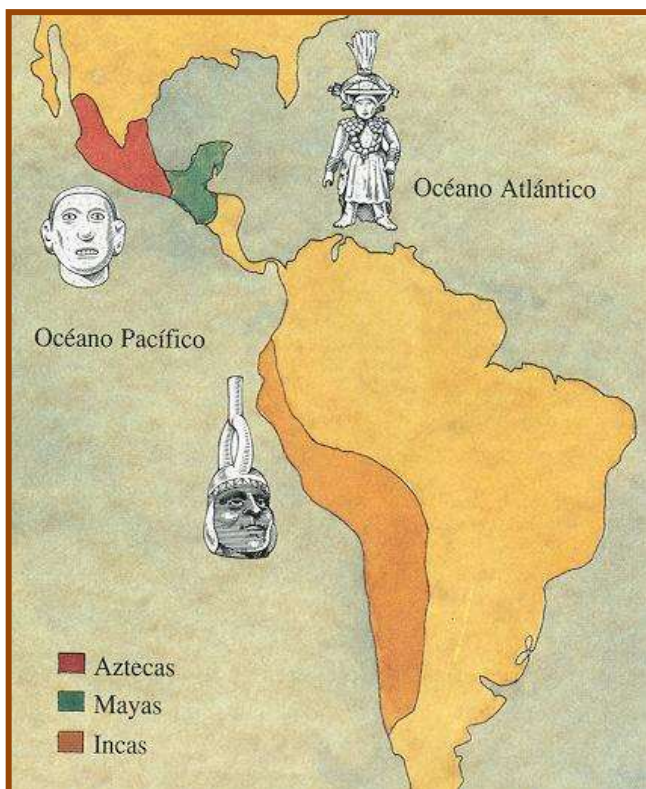 Océano Atlántico
Océano Pacífico
Aztecas
Mayas
Incas